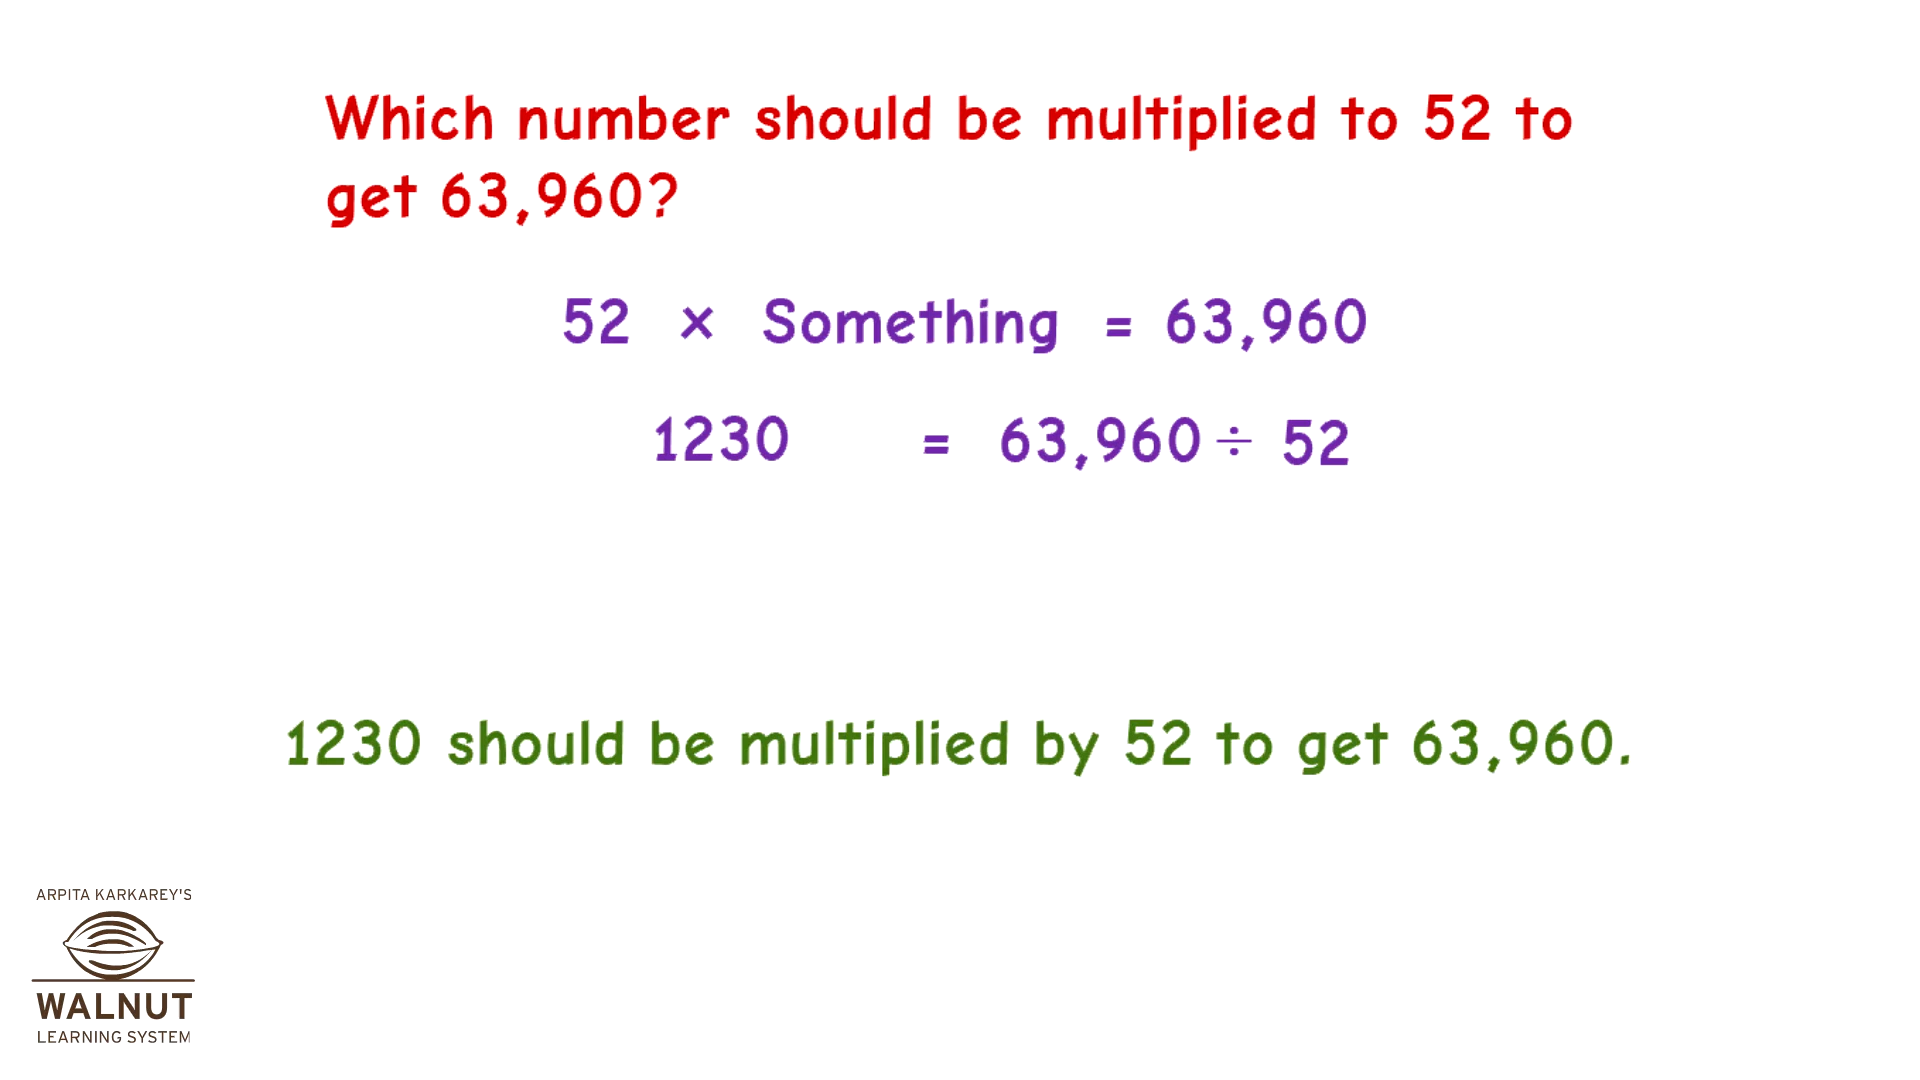 Which number should be multiplied to 52 to
get 63,960?
52 × Something = 63,960
1230 = 63,960 ÷ 52
1230 should be multiplied by 52 to get 63,960.
ARPITA KARKAREY'S
WALNUT
LEARNING SYSTEM